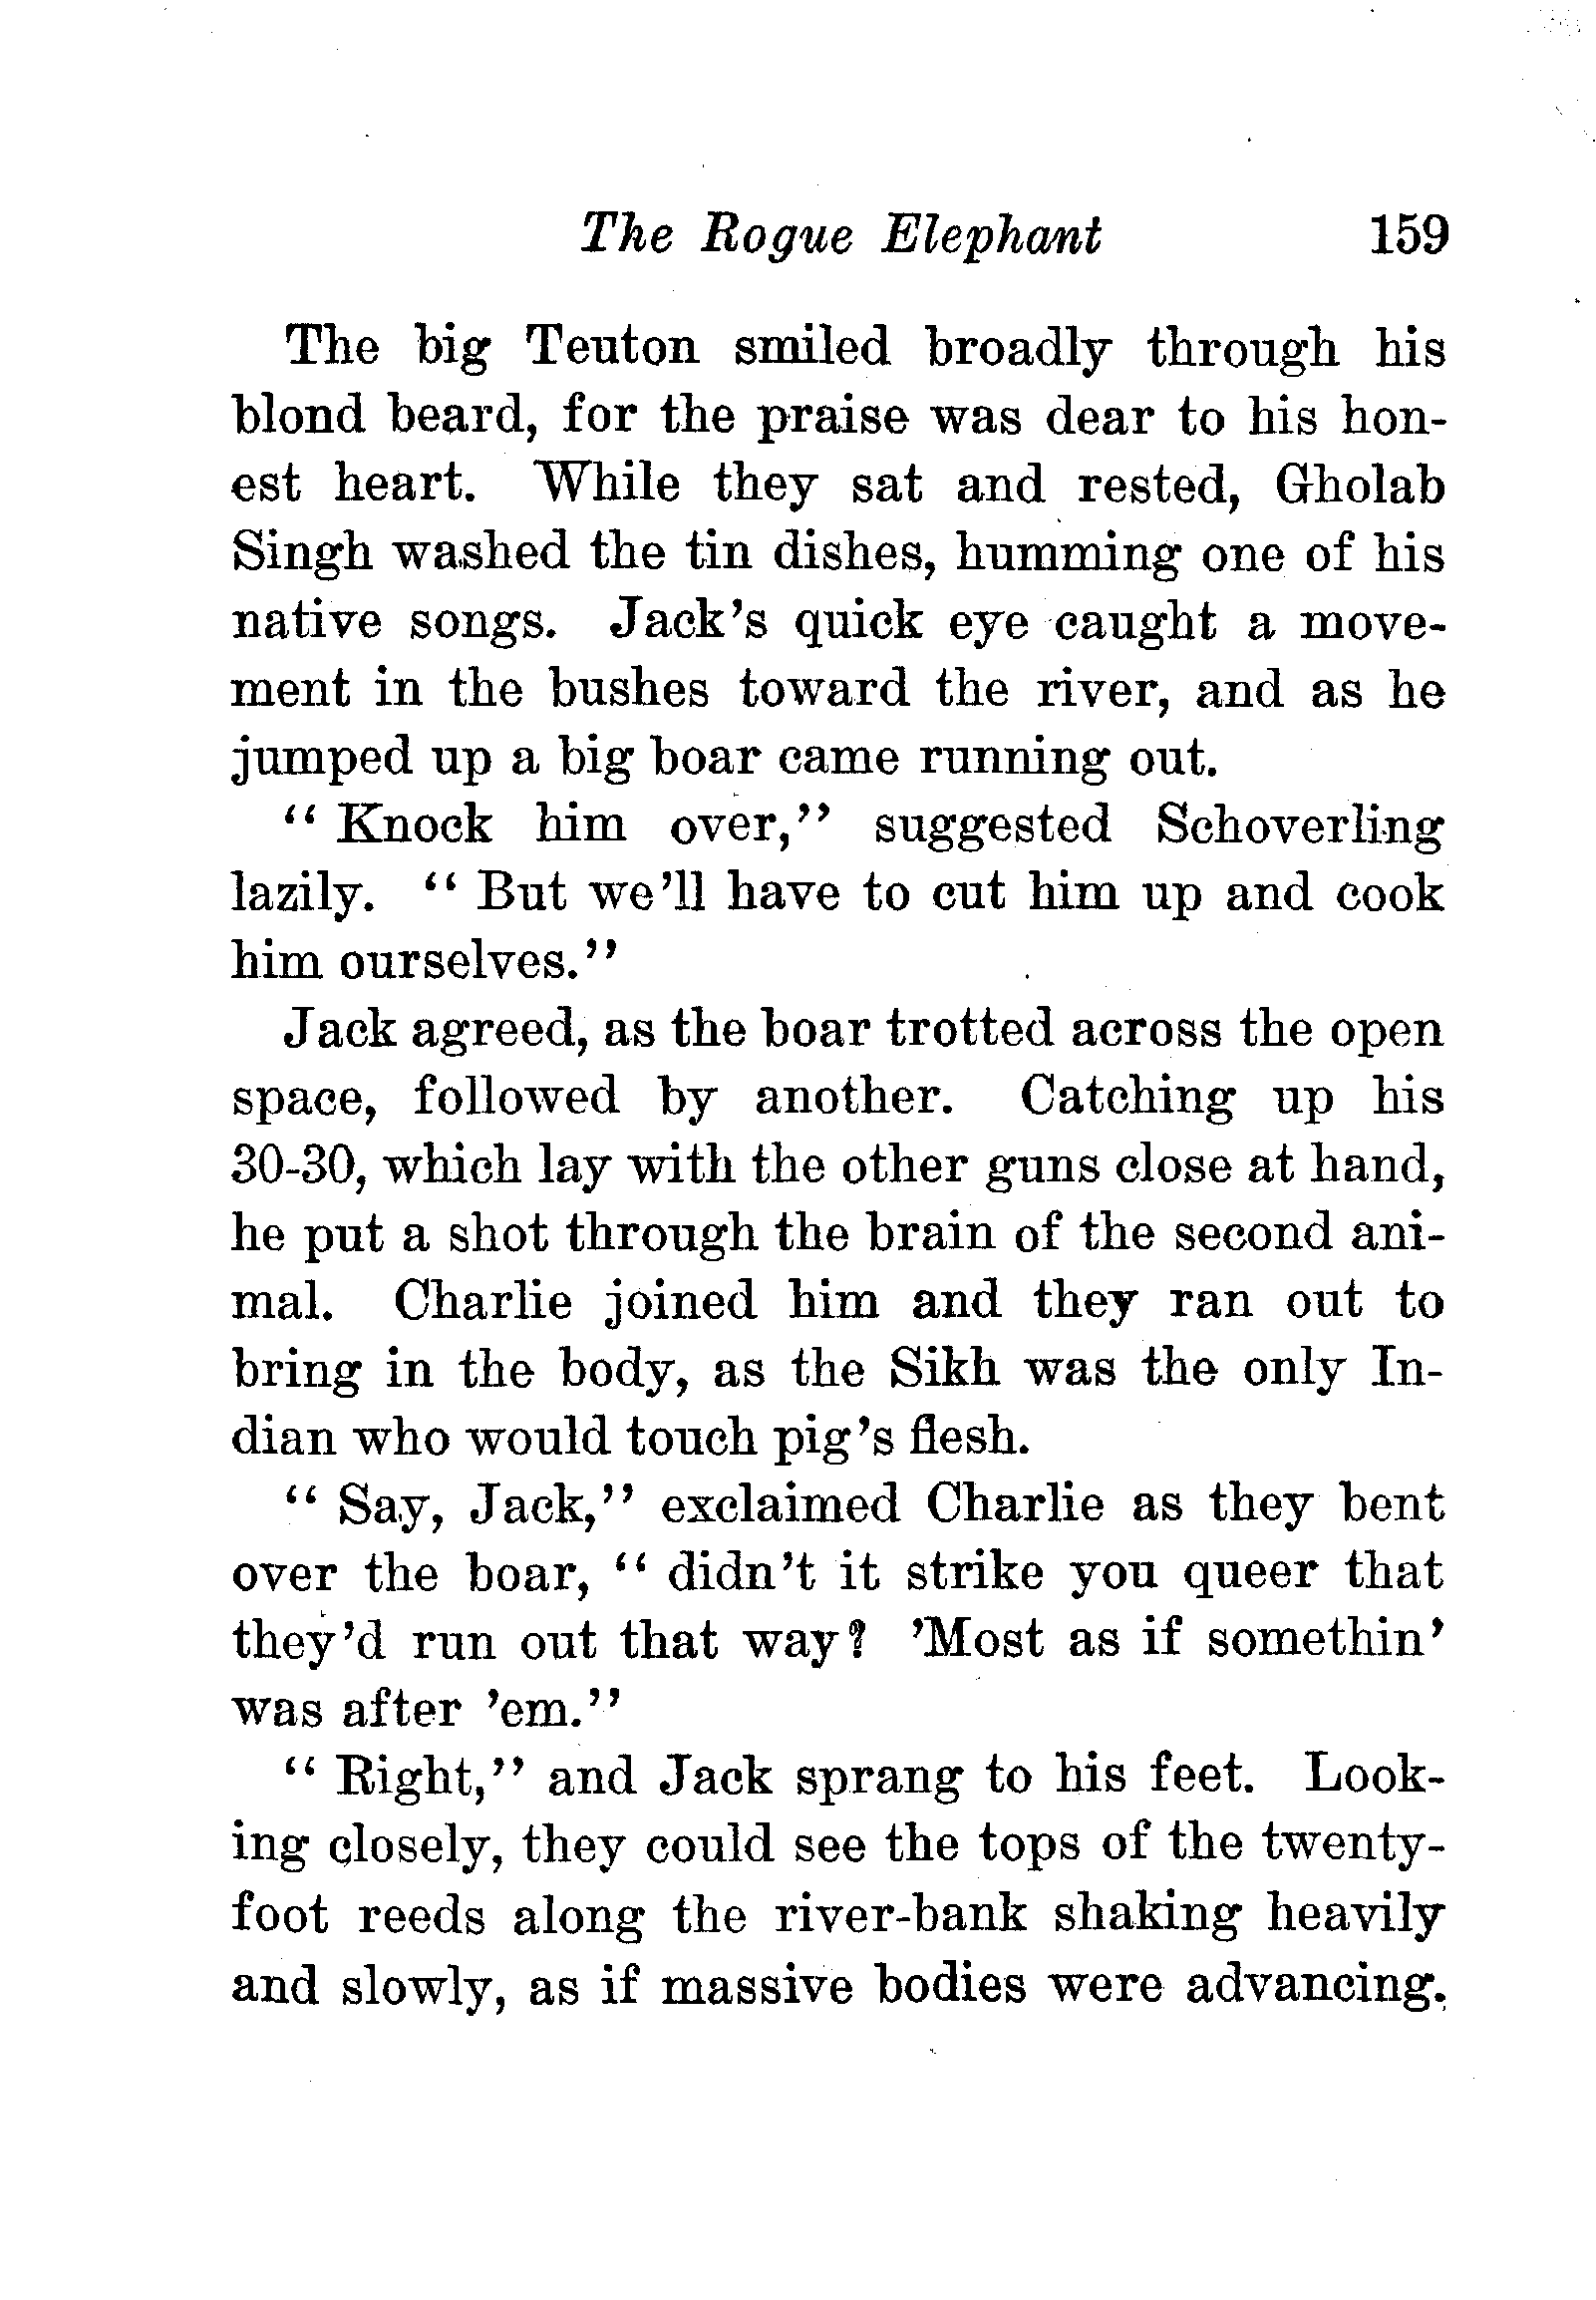 The Rogue Elephant 159
The big Teuton smiled broadly through his
blond beard, for the praise was dear to his hon-
est heart. While they sat and rested, Gholab
Singh washed the tin dishes, humming one of his
native songs. Jack's quick eye caught a move-
ment in the bushes toward the river, and as he
jumped up a big boar came running out.
" Knock him over," suggested Schoverling
lazily. " But we'll have to cut him up and cook
him ourselves."
Jack agreed, as the boar trotted across the open
space, followed by another. Catching up his
30-30, which lay with the other guns close at hand,
he put a shot through the brain of the second ani-
mal. Charlie joined him and they ran out to
bring in the body, as the Sikh was the only In-
dian who would touch pig's flesh.
" Say, Jack," exclaimed Charlie as they bent
over the boar, " didn't it strike you queer that
they'd run out that way? 'Most as if somethin'
was after 'em."
" Right," and Jack sprang to his feet. Look-
ing closely, they could see the tops of the twenty-
foot reeds along the river-bank shaking heavily
and slowly, as if massive bodies were advancing.